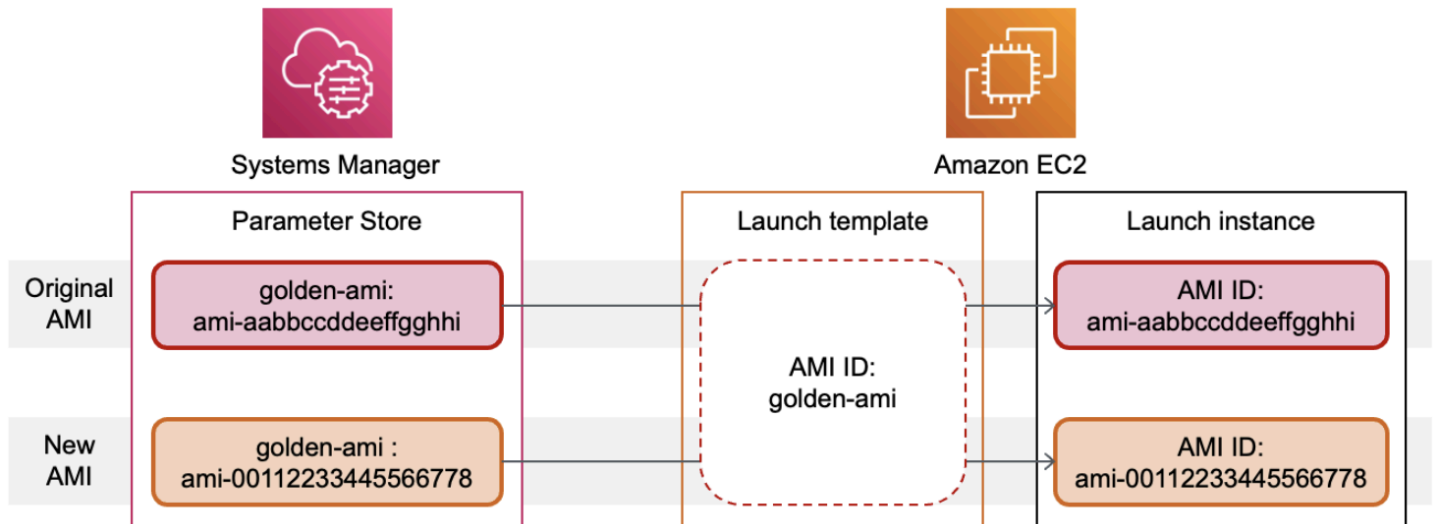 Systems Manager
Amazon EC2
Parameter Store
Launch template
Launch instance
Original
AMI
golden-ami:
ami-aabbccddeeffgghhi
AMI ID:
golden-ami
AMI ID:
ami-aabbccddeeffgghhi
New
AMI
golden-ami :
ami-00112233445566778
AMI ID:
ami-00112233445566778